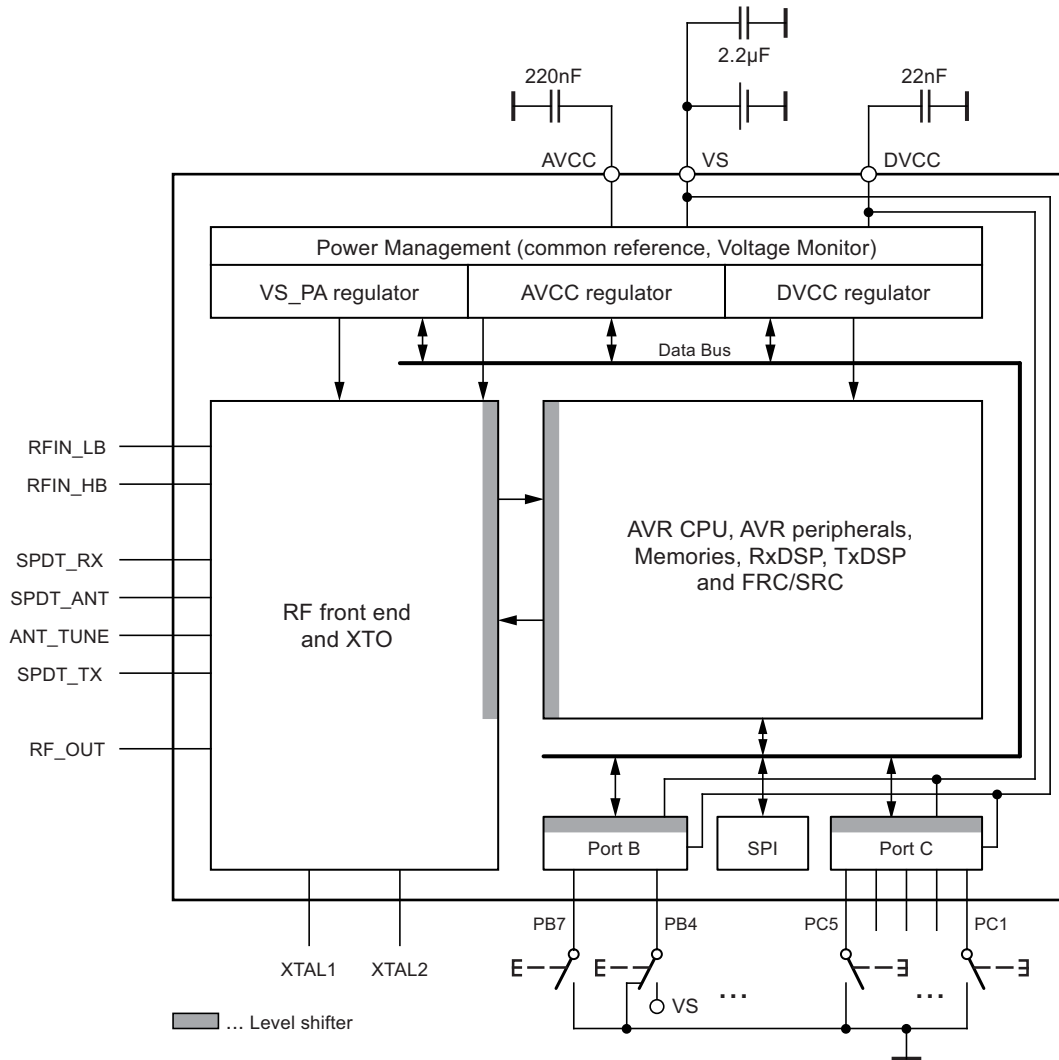 2.2µF
220nF
22nF
AVCC
VS
DVCC
Power Management (common reference, Voltage Monitor)
VS_PA regulator
AVCC regulator
DVCC regulator
Data Bus
RFIN_LB
RFIN_HB
SPDT_RX
SPDT_ANT
ANT_TUNE
SPDT_TX
RF_OUT
RF front end
and XTO
AVR CPU, AVR peripherals,
Memories, RxDSP, TxDSP
and FRC/SRC
Port B
SPI
Port C
PB7
PB4
PC5
PC1
XTAL1
XTAL2
VS
...
...
... Level shifter